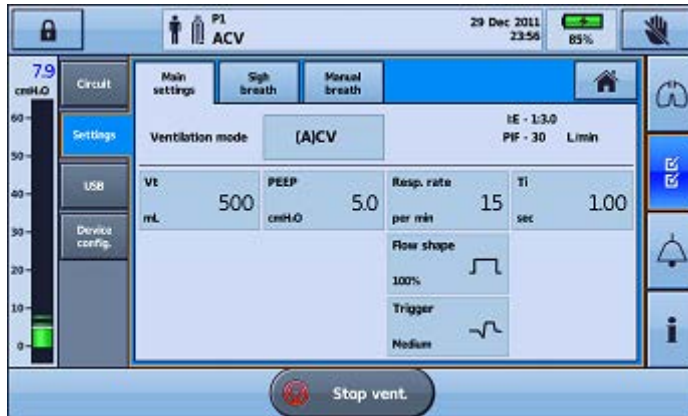 P1
ACV
29 Dec 2011
23:56
85%
7.9
cmH₂O
60
50
40
30
20
10
0
Circuit
Settings
USB
Device
config.
Main
settings
Sigh
breath
Manual
breath
Ventilation mode
(A)CV
I:E - 1:3.0
PIF - 30 L/min
Vt
500
mL
PEEP
5.0
cmH₂O
Resp. rate
15
per min
Ti
1.00
sec
Flow shape
100%
Trigger
Medium
Stop vent.